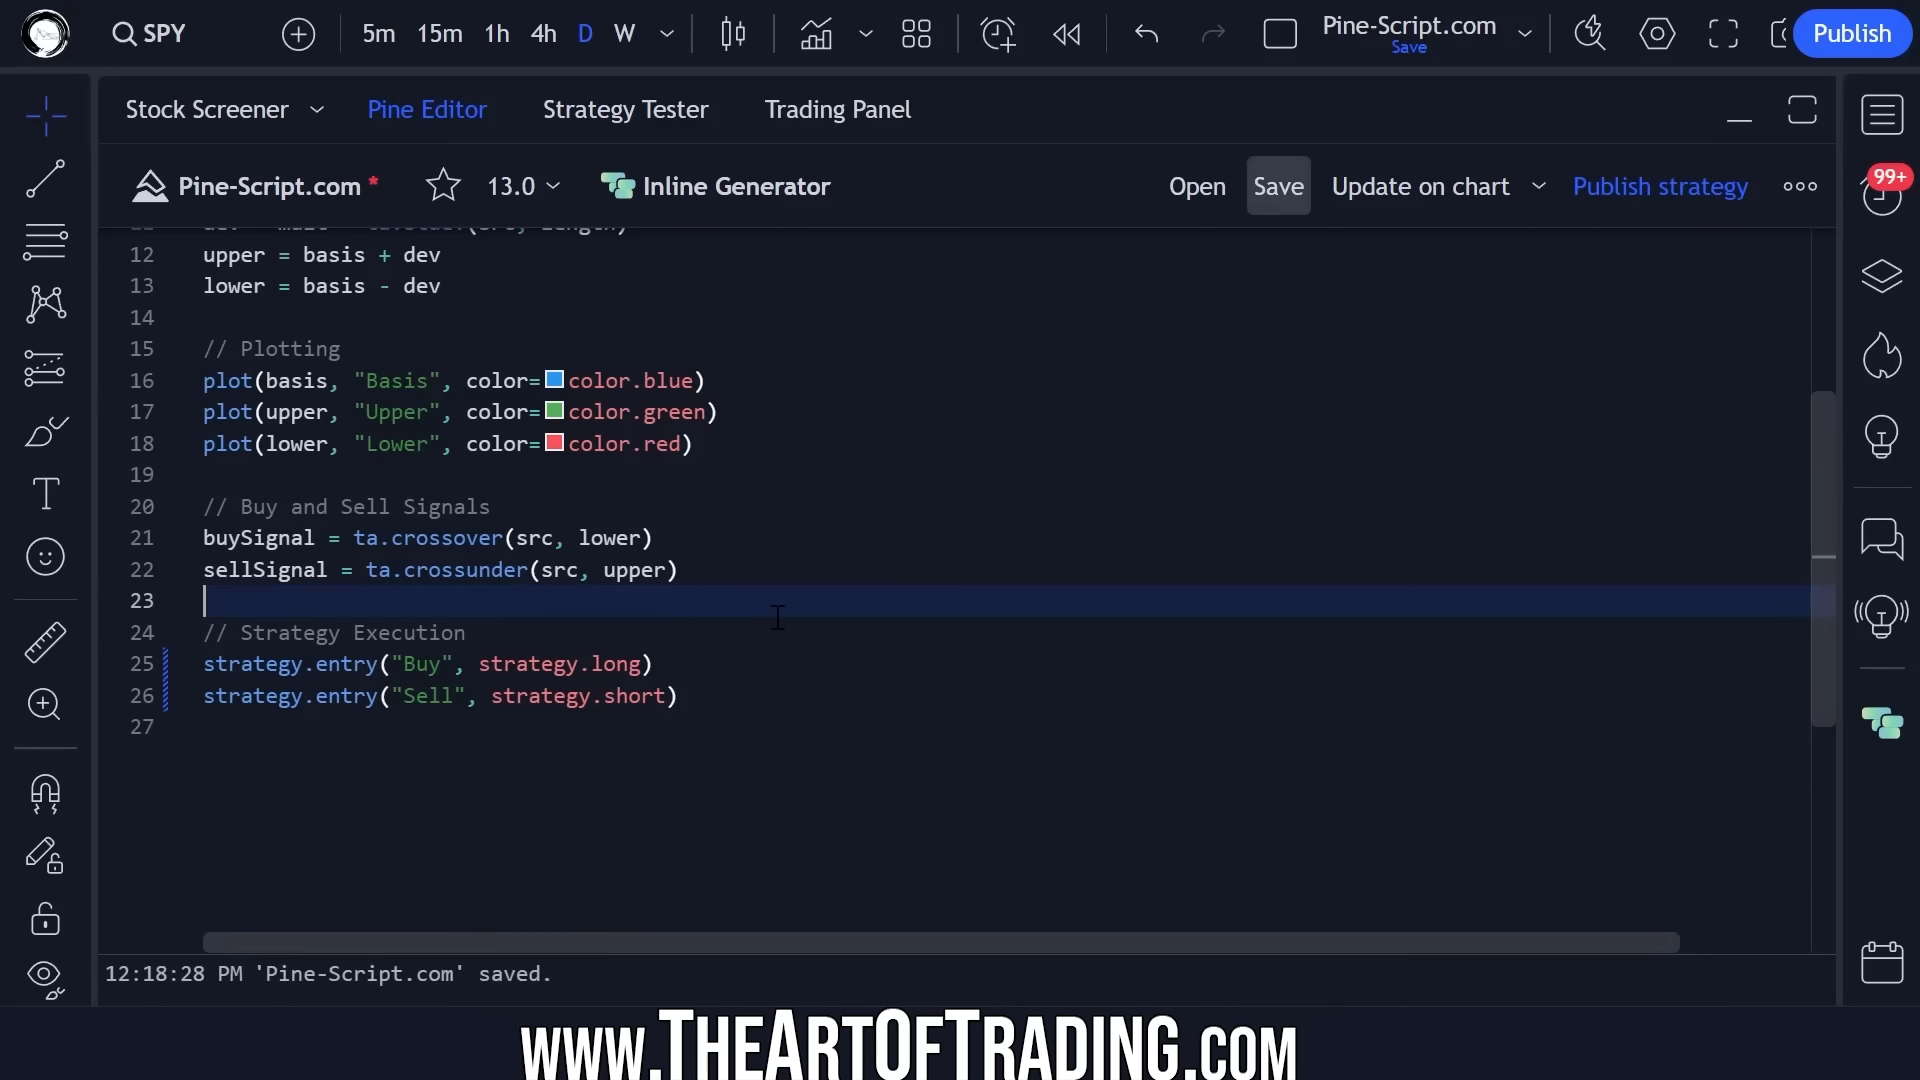 SPY
5m 15m 1h 4h D W
Pine-Script.com
Save
Publish
Stock Screener Pine Editor Strategy Tester Trading Panel
Pine-Script.com * 13.0 Inline Generator Open Save Update on chart Publish strategy
99+
12 upper = basis + dev
13 lower = basis - dev
14
15 // Plotting
16 plot(basis, "Basis", color=color.blue)
17 plot(upper, "Upper", color=color.green)
18 plot(lower, "Lower", color=color.red)
19
20 // Buy and Sell Signals
21 buySignal = ta.crossover(src, lower)
22 sellSignal = ta.crossunder(src, upper)
23
24 // Strategy Execution
25 strategy.entry("Buy", strategy.long)
26 strategy.entry("Sell", strategy.short)
27
12:18:28 PM 'Pine-Script.com' saved.
www.TheArtOfTrading.com